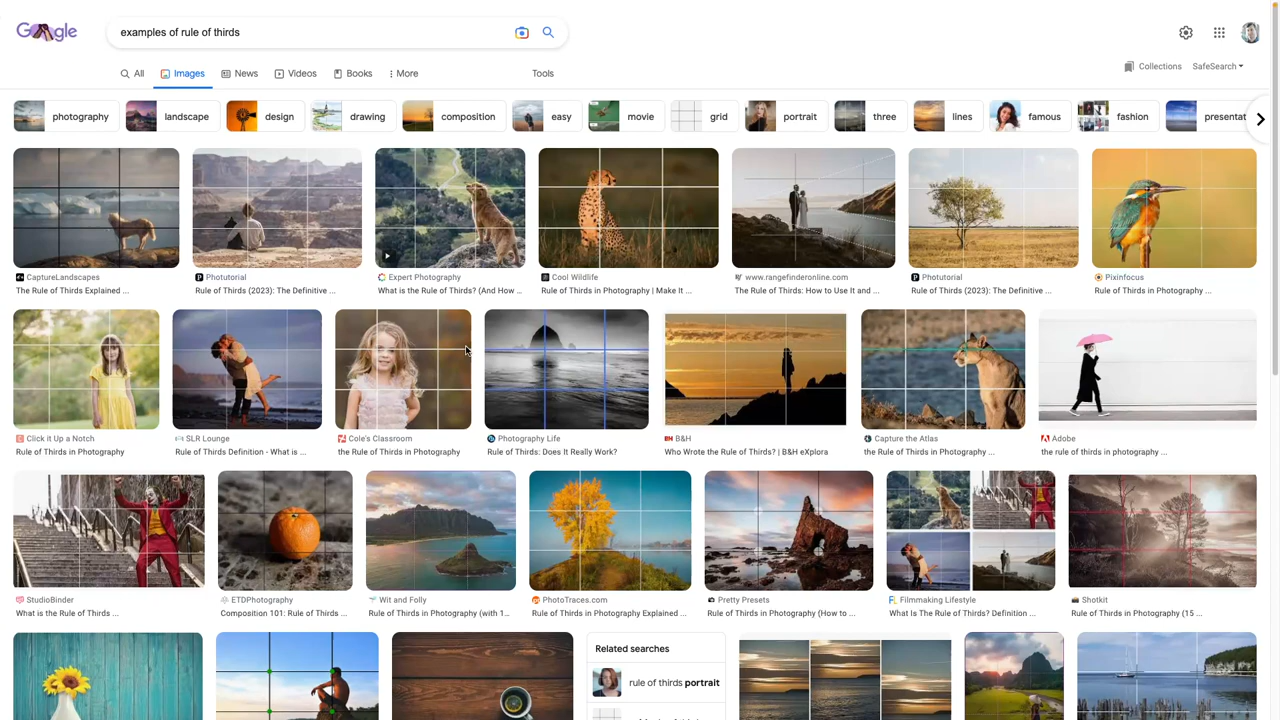 Google
examples of rule of thirds
All
Images
News
Videos
Books
More
Tools
Collections
SafeSearch
photography
landscape
design
drawing
composition
easy
movie
grid
portrait
three
lines
famous
fashion
presentat
CaptureLandscapes
The Rule of Thirds Explained ...
Photutorial
Rule of Thirds (2023): The Definitive ...
Expert Photography
What is the Rule of Thirds? (And How ...
Cool Wildlife
Rule of Thirds in Photography | Make It ...
www.rangefinderonline.com
The Rule of Thirds: How to Use It and ...
Photutorial
Rule of Thirds (2023): The Definitive ...
Pixinfocus
Rule of Thirds in Photography ...
Click it Up a Notch
Rule of Thirds in Photography
SLR Lounge
Rule of Thirds Definition - What is ...
Cole's Classroom
the Rule of Thirds in Photography
Photography Life
Rule of Thirds: Does It Really Work?
B&H
Who Wrote the Rule of Thirds? | B&H eXplora
Capture the Atlas
the Rule of Thirds in Photography ...
Adobe
the rule of thirds in photography ...
StudioBinder
What is the Rule of Thirds ...
ETDPhotography
Composition 101: Rule of Thirds ...
Wit and Folly
Rule of Thirds in Photography (with 1...
PhotoTraces.com
Rule of Thirds in Photography Explained ...
Pretty Presets
Rule of Thirds in Photography (How to ...
Filmmaking Lifestyle
What Is The Rule of Thirds? Definition ...
Shotkit
Rule of Thirds in Photography (15 ...
Related searches
rule of thirds portrait